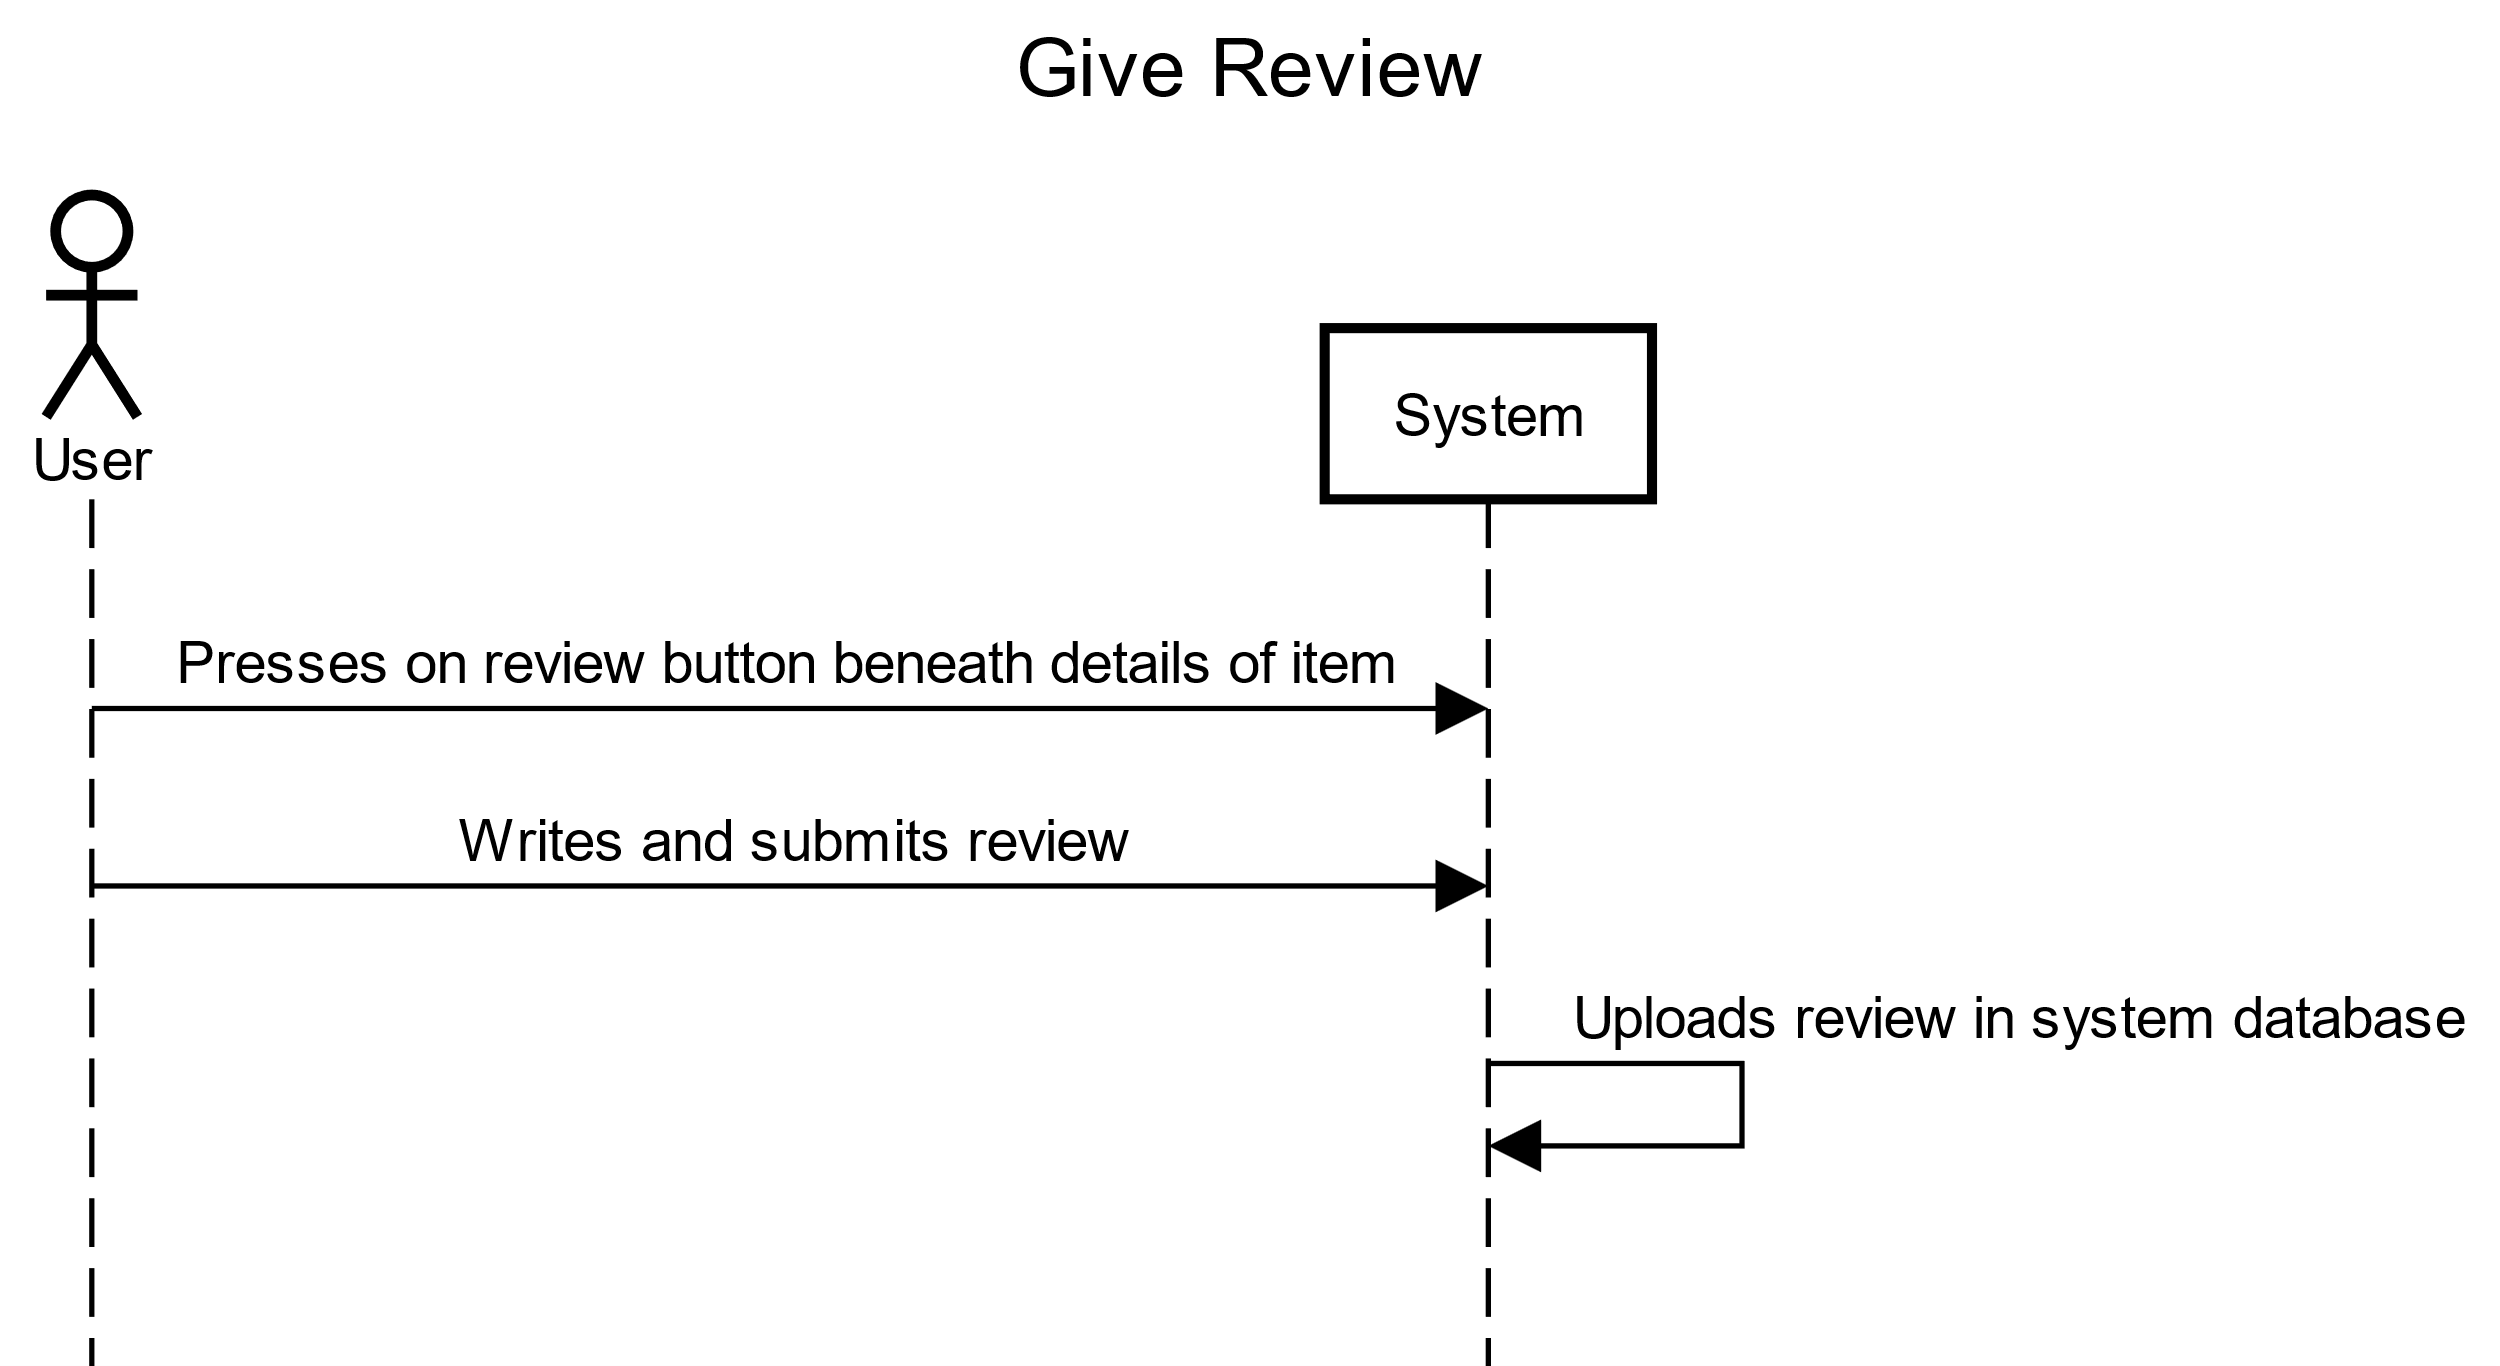 Give Review
User
System
Presses on review button beneath details of item
Writes and submits review
Uploads review in system database